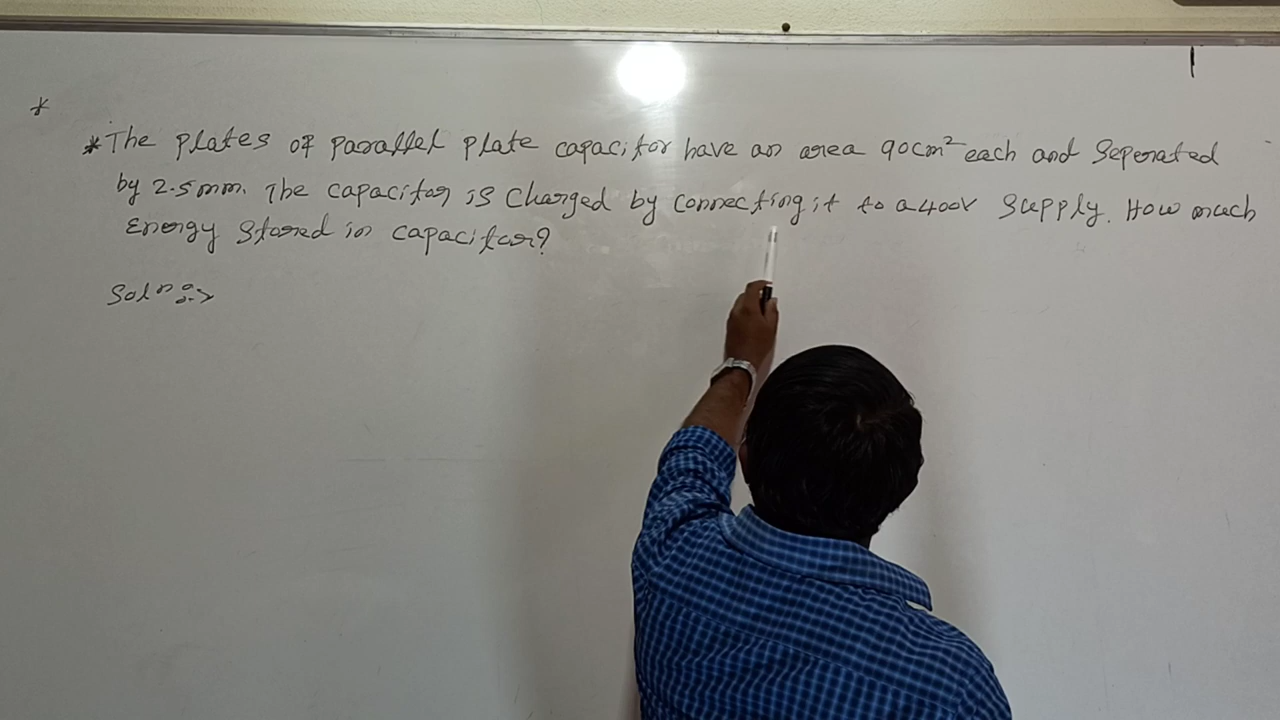 *
*The plates of parallel plate capacitor have an area 90cm² each and Seperated
by 2.5mm. The capacitor is Charged by connecting it to a 400V Supply. How much
Energy Stored in capacitor?
Solⁿ :->